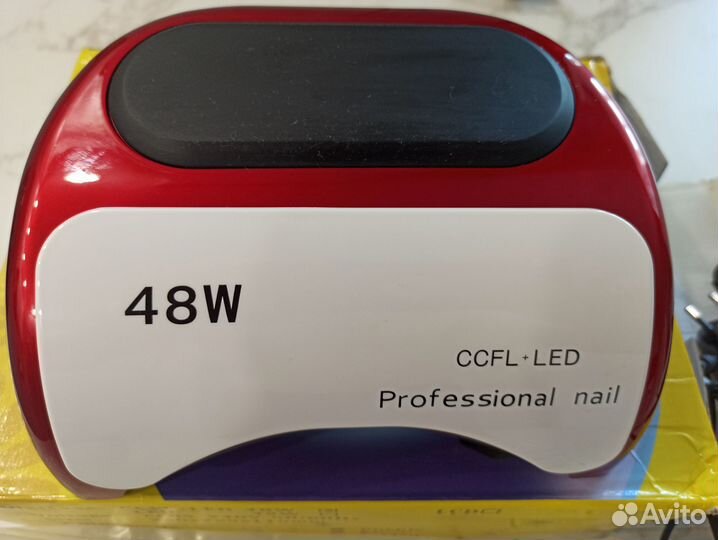 48W
CCFL+LED
Professional nail
Avito